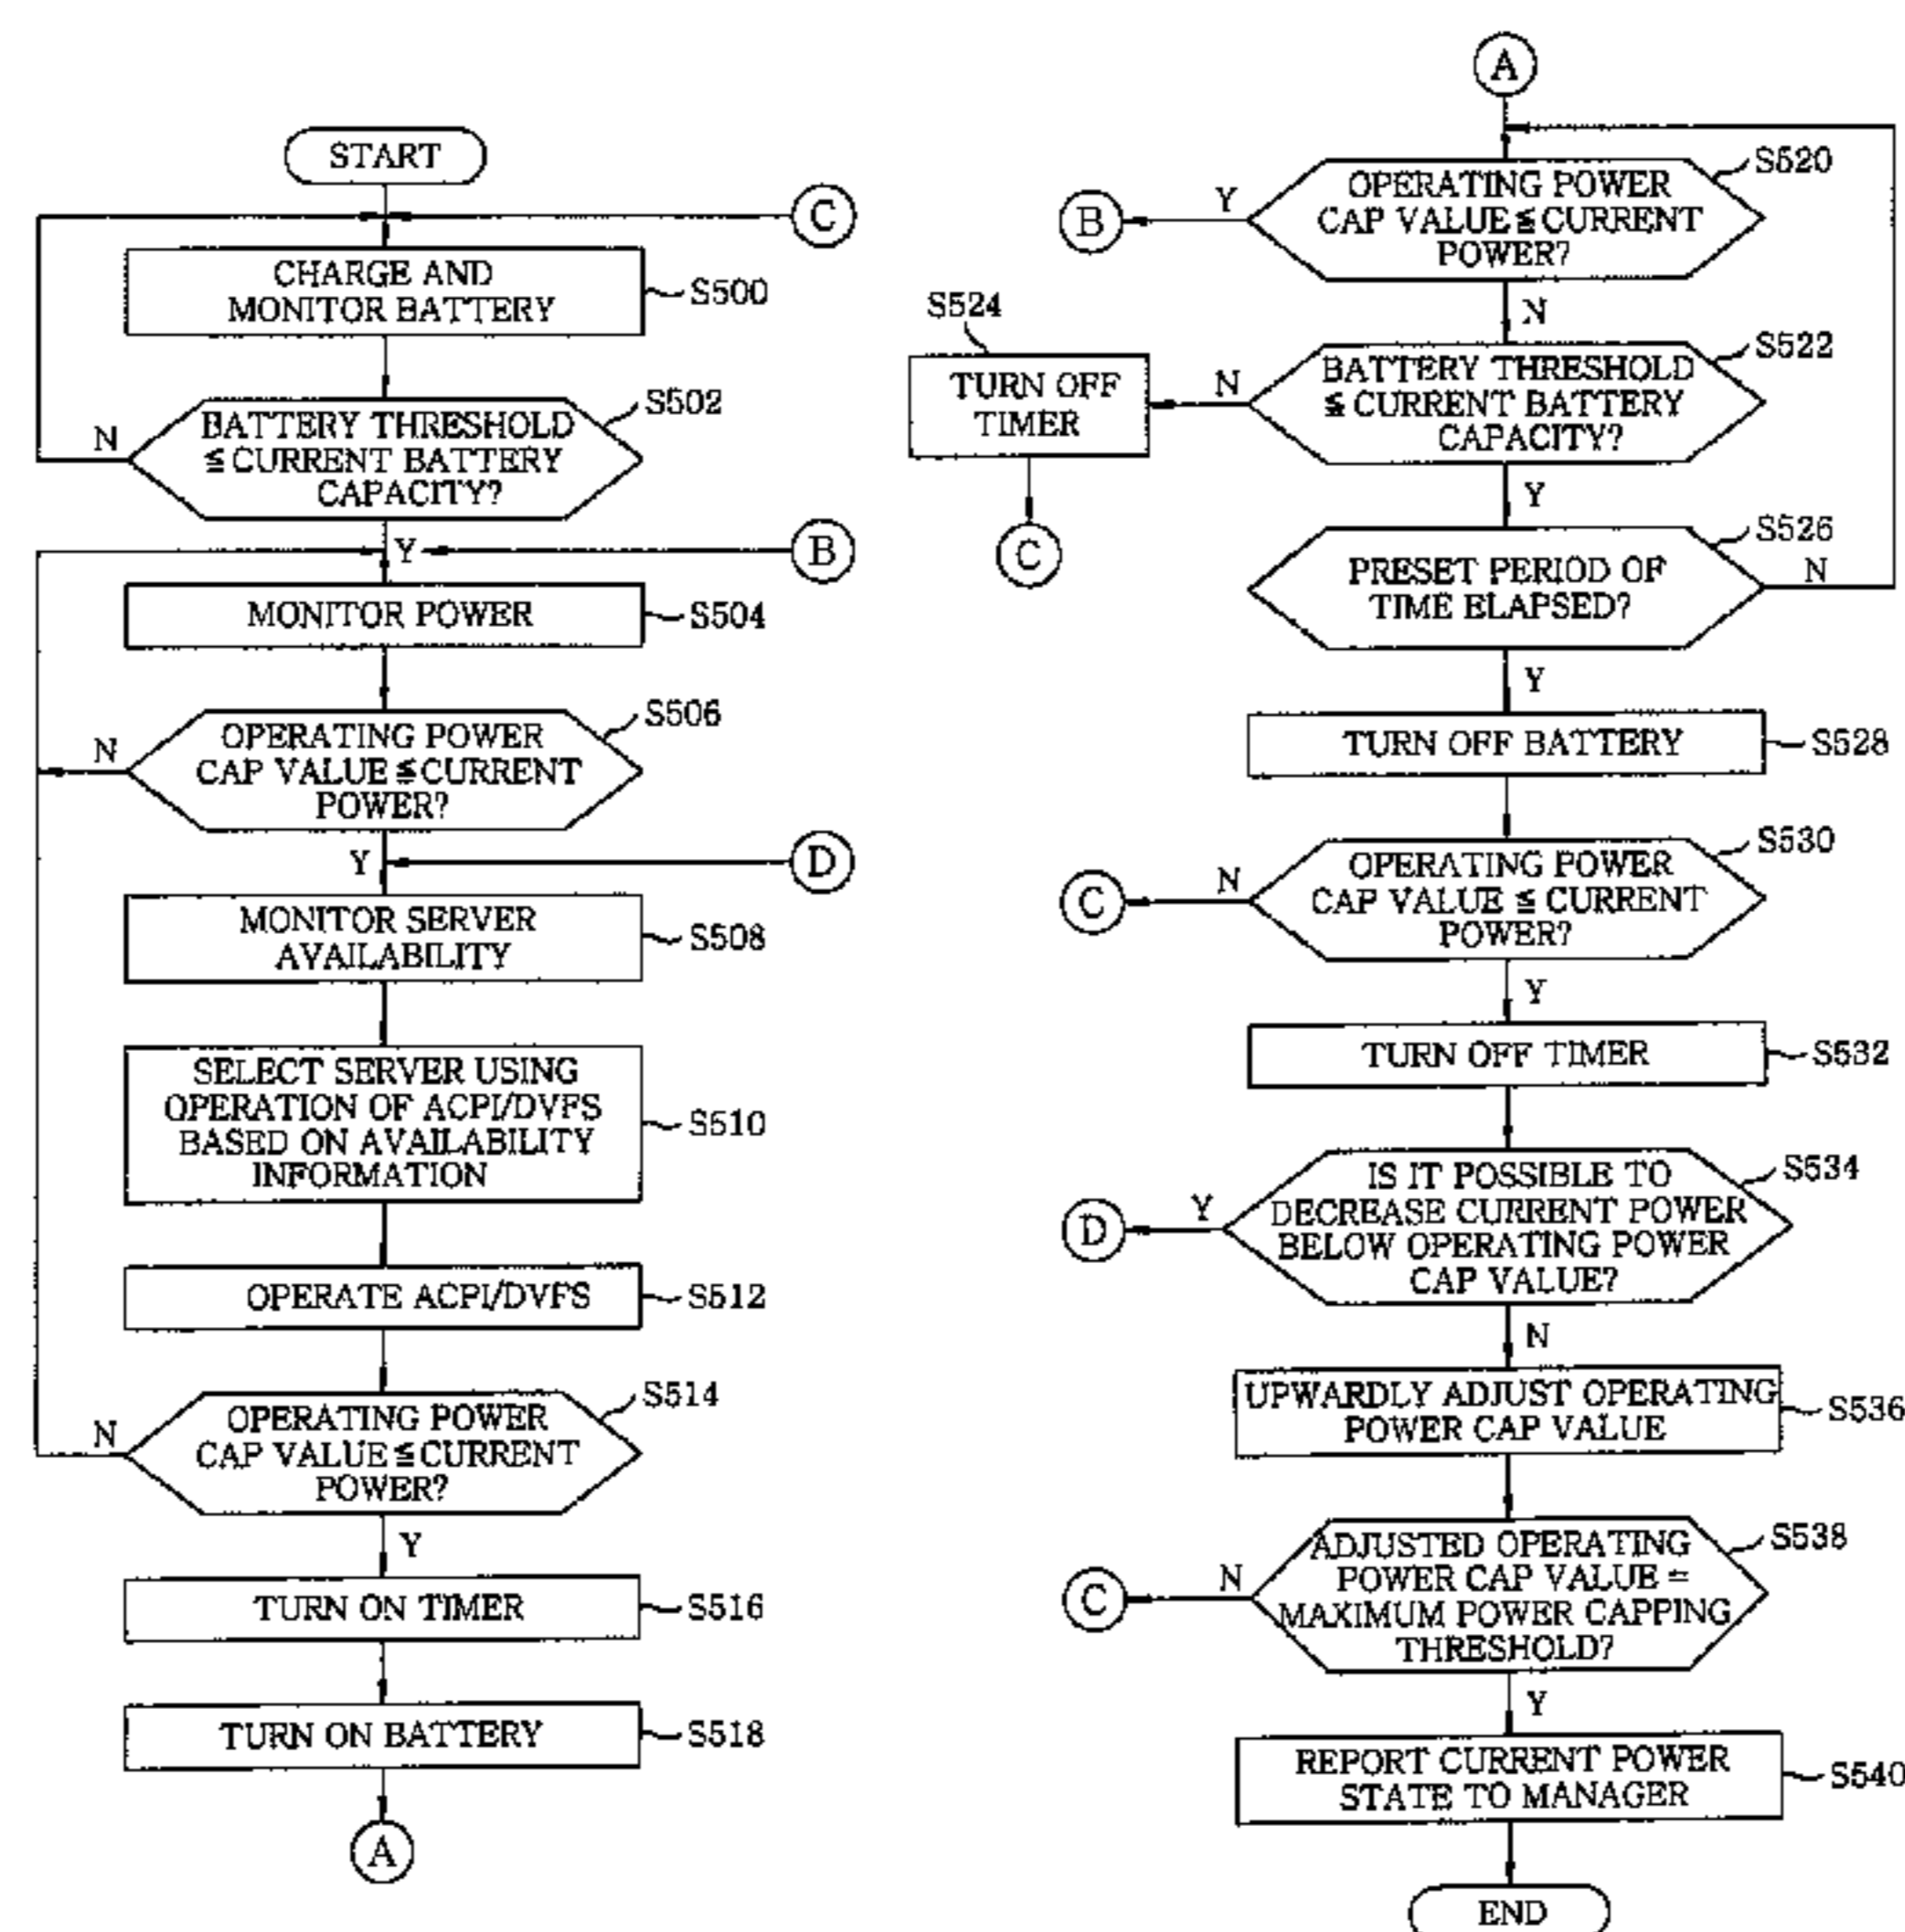 START
C
CHARGE AND
MONITOR BATTERY
S500
S502
BATTERY THRESHOLD
≦CURRENT BATTERY
CAPACITY?
N
Y
B
MONITOR POWER
S504
S506
OPERATING POWER
CAP VALUE≦CURRENT
POWER?
N
Y
D
MONITOR SERVER
AVAILABILITY
S508
SELECT SERVER USING
OPERATION OF ACPI/DVFS
BASED ON AVAILABILITY
INFORMATION
S510
OPERATE ACPI/DVFS
S512
S514
OPERATING POWER
CAP VALUE≦CURRENT
POWER?
N
Y
TURN ON TIMER
S516
TURN ON BATTERY
S518
A
A
S520
OPERATING POWER
CAP VALUE≦CURRENT
POWER?
Y
B
N
S522
BATTERY THRESHOLD
≦CURRENT BATTERY
CAPACITY?
N
S524
TURN OFF
TIMER
C
Y
S526
PRESET PERIOD OF
TIME ELAPSED?
N
Y
TURN OFF BATTERY
S528
S530
OPERATING POWER
CAP VALUE ≦ CURRENT
POWER?
N
C
Y
TURN OFF TIMER
S532
S534
IS IT POSSIBLE TO
DECREASE CURRENT POWER
BELOW OPERATING POWER
CAP VALUE?
Y
D
N
UPWARDLY ADJUST OPERATING
POWER CAP VALUE
S536
S538
ADJUSTED OPERATING
POWER CAP VALUE =
MAXIMUM POWER CAPPING
THRESHOLD?
N
C
Y
REPORT CURRENT POWER
STATE TO MANAGER
S540
END